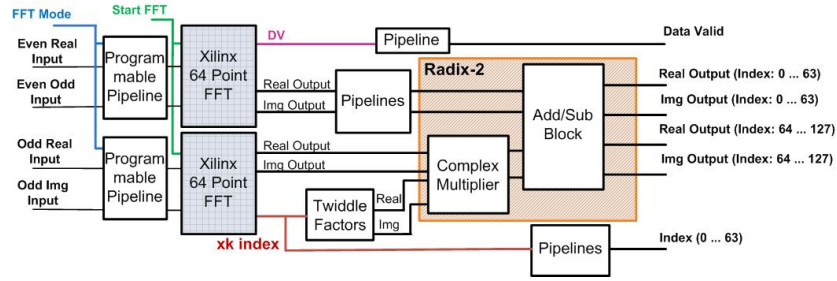 FFT Mode
Start FFT
Even Real
Input
Even Odd
Input
Program
mable
Pipeline
Xilinx
64 Point
FFT
DV
Pipeline
Data Valid
Real Output
Img Output
Pipelines
Radix-2
Add/Sub
Block
Real Output (Index: 0 ... 63)
Img Output (Index: 0 ... 63)
Real Output (Index: 64 ... 127)
Img Output (Index: 64 ... 127)
Odd Real
Input
Odd Img
Input
Program
mable
Pipeline
Xilinx
64 Point
FFT
Real Output
Img Output
Complex
Multiplier
Twiddle
Factors
Real
Img
xk index
Pipelines
Index (0 ... 63)